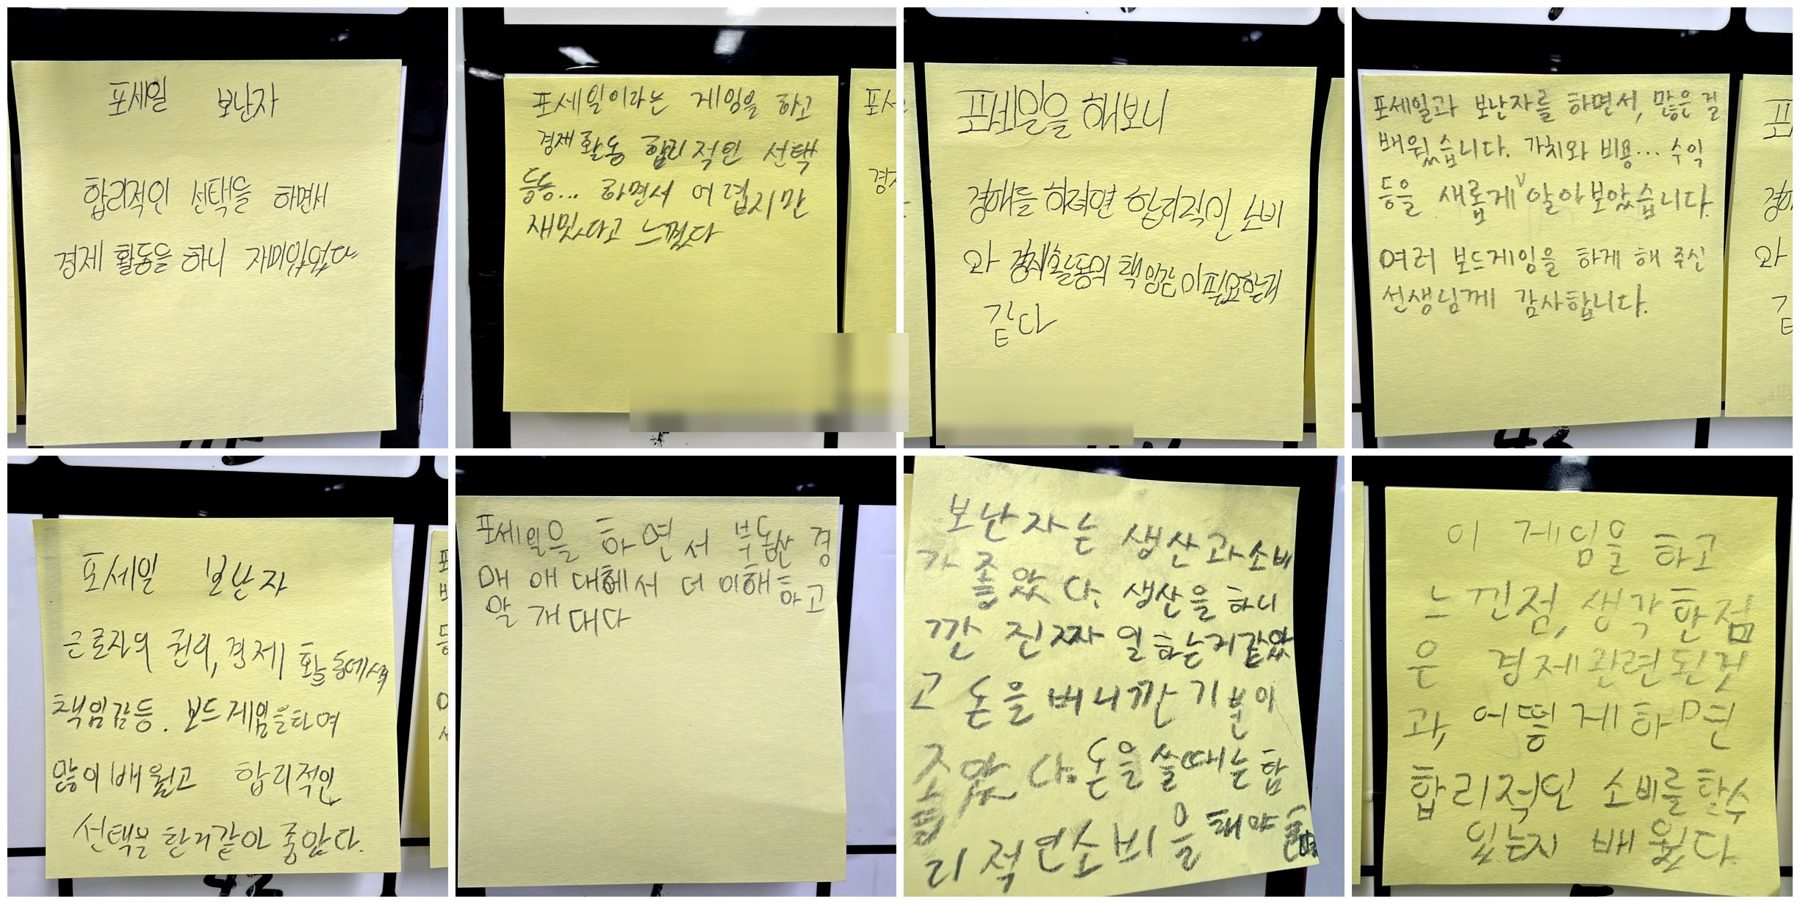 포세일 보난자
합리적인 선택을 하면서
경제 활동을 하니 재미있었다
포세일이라는 게임을 하고
경재활동 합리적인 선택
등등... 하면서 어렵지만
재밌다고 느꼈다
포세일을 해보니
경매를 하려면 합리적인 소비
와 경제활동의 책임감이 필요한거
같다
포세일과 보난자를 하면서, 많은 걸
배웠습니다. 가치와 비용... 수익
등을 새롭게 알아보았습니다.
여러 보드게임을 하게 해 주신
선생님께 감사합니다.
포세일 보난자
근로자의 권리, 경제 활동에서의
책임감등. 보드게임을하며
많이배웠고 합리적인
선택을 한거같아 좋았다.
포세일을 하면서 부동산 경
매 애 대해서 더 이해하고
알 개 대다
보난자는 생산과소비
가 좋았다. 생산을 하니
깐 진짜 일하는거같았
고 돈을 버니깐 기분이
좋았다. 돈을 쓸때는 합
리적인소비를 해야
이 게임을 하고
느낀점, 생각한점
은 경제관련된것
과, 어떻게하면
합리적인 소비를 할수
있는지 배웠다